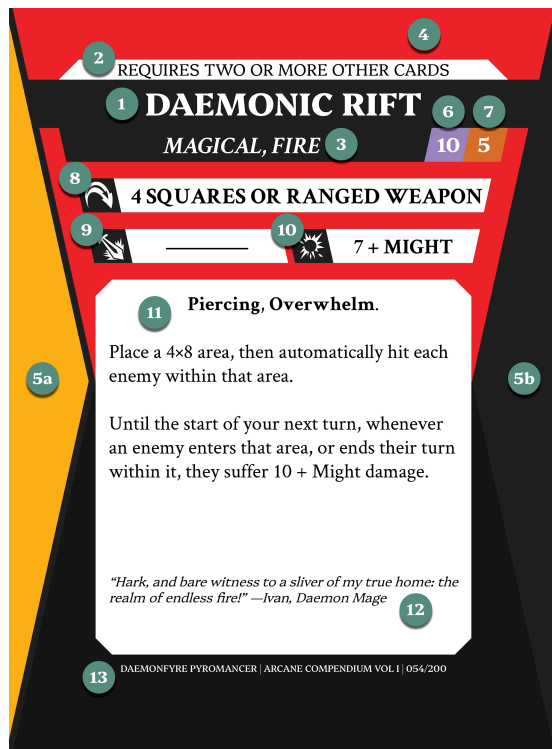 4
2
REQUIRES TWO OR MORE OTHER CARDS
1 DAEMONIC RIFT 6 7
MAGICAL, FIRE 3 10 5
8 4 SQUARES OR RANGED WEAPON
9 10 7 + MIGHT
11 Piercing, Overwhelm.
Place a 4×8 area, then automatically hit each
enemy within that area.
5a 5b
Until the start of your next turn, whenever
an enemy enters that area, or ends their turn
within it, they suffer 10 + Might damage.
“Hark, and bare witness to a sliver of my true home: the
realm of endless fire!” —Ivan, Daemon Mage 12
13 DAEMONFYRE PYROMANCER | ARCANE COMPENDIUM VOL I | 054/200